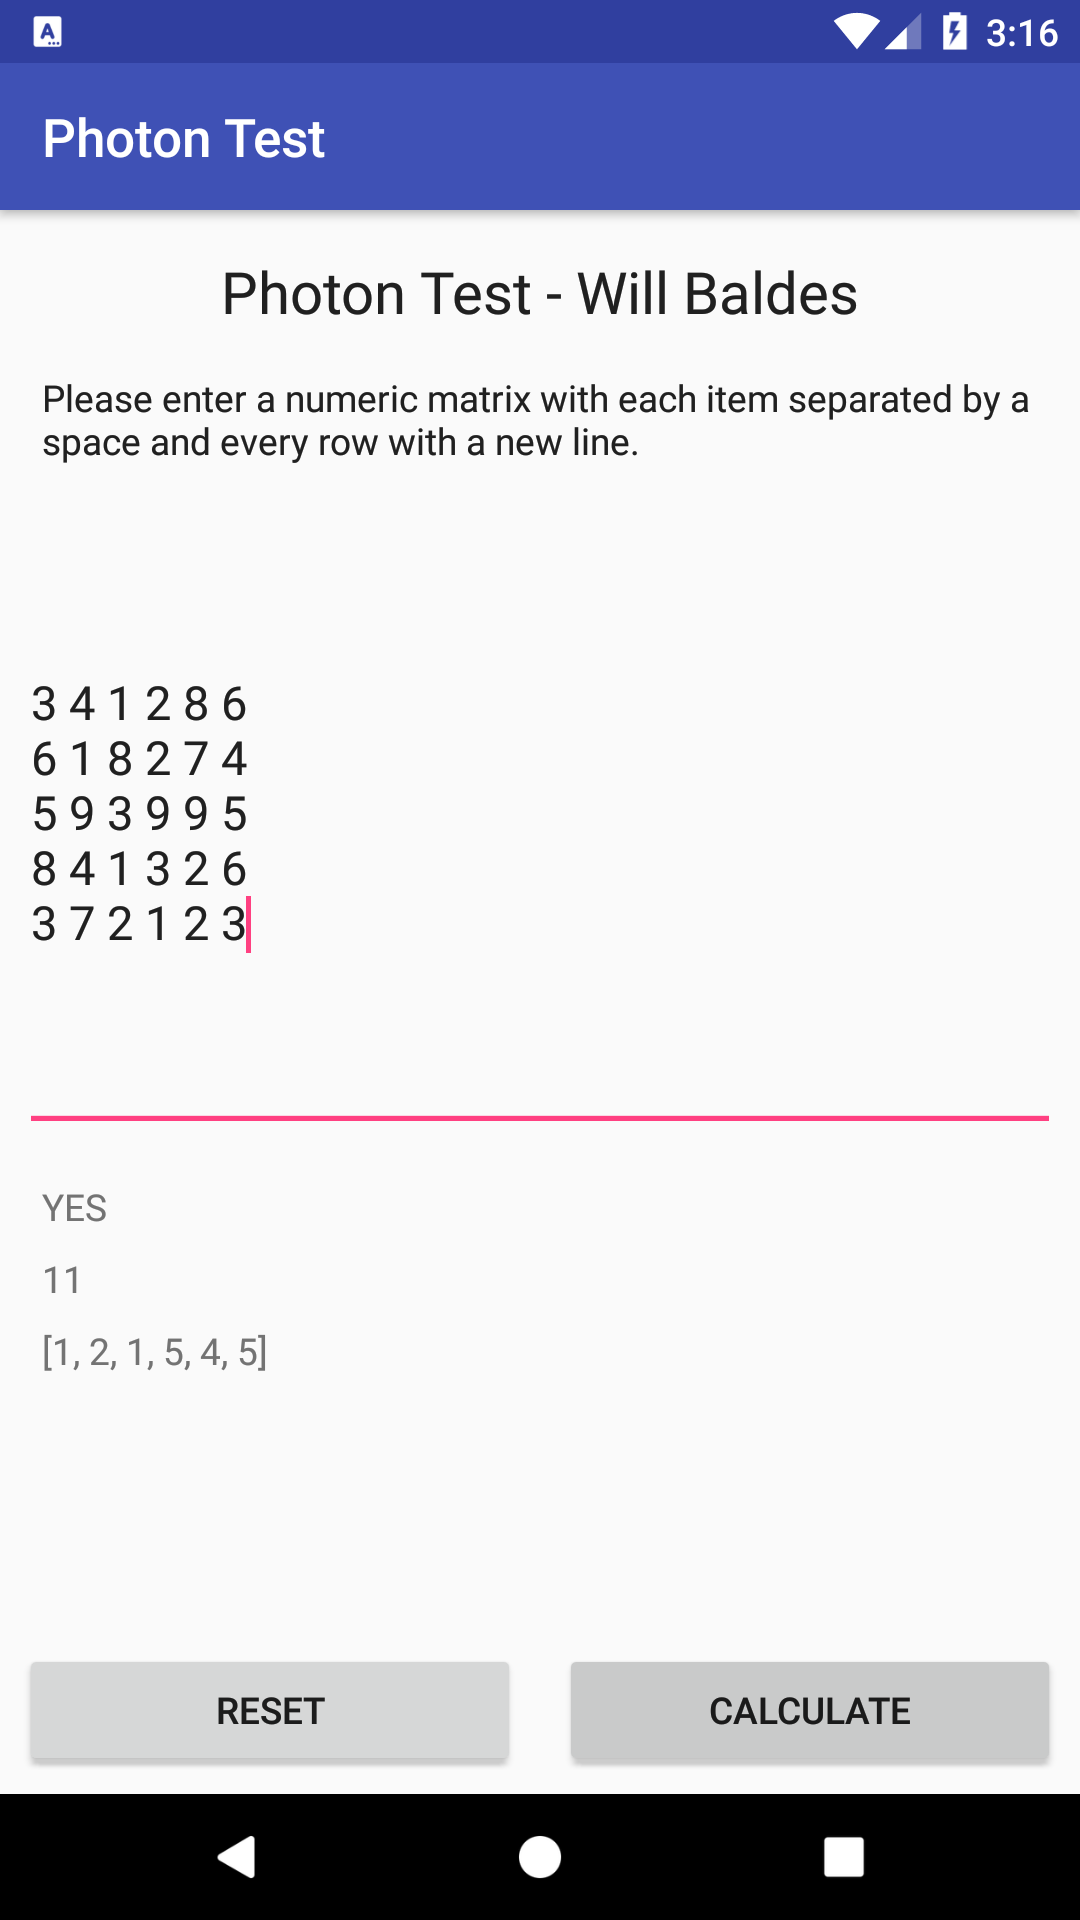 3:16
Photon Test
Photon Test - Will Baldes
Please enter a numeric matrix with each item separated by a
space and every row with a new line.
3 4 1 2 8 6
6 1 8 2 7 4
5 9 3 9 9 5
8 4 1 3 2 6
3 7 2 1 2 3
YES
11
[1, 2, 1, 5, 4, 5]
RESET
CALCULATE